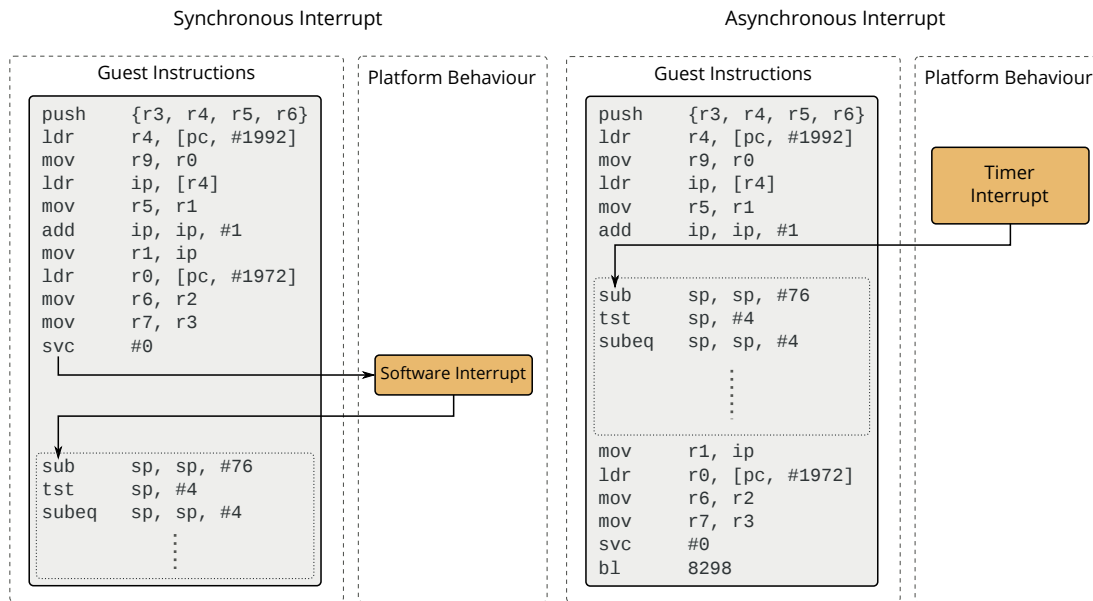 Synchronous Interrupt
Guest Instructions
Platform Behaviour
push {r3, r4, r5, r6}
ldr r4, [pc, #1992]
mov r9, r0
ldr ip, [r4]
mov r5, r1
add ip, ip, #1
mov r1, ip
ldr r0, [pc, #1972]
mov r6, r2
mov r7, r3
svc #0
Software Interrupt
sub sp, sp, #76
tst sp, #4
subeq sp, sp, #4
Asynchronous Interrupt
Guest Instructions
Platform Behaviour
push {r3, r4, r5, r6}
ldr r4, [pc, #1992]
mov r9, r0
ldr ip, [r4]
mov r5, r1
add ip, ip, #1
Timer
Interrupt
sub sp, sp, #76
tst sp, #4
subeq sp, sp, #4
mov r1, ip
ldr r0, [pc, #1972]
mov r6, r2
mov r7, r3
svc #0
bl 8298